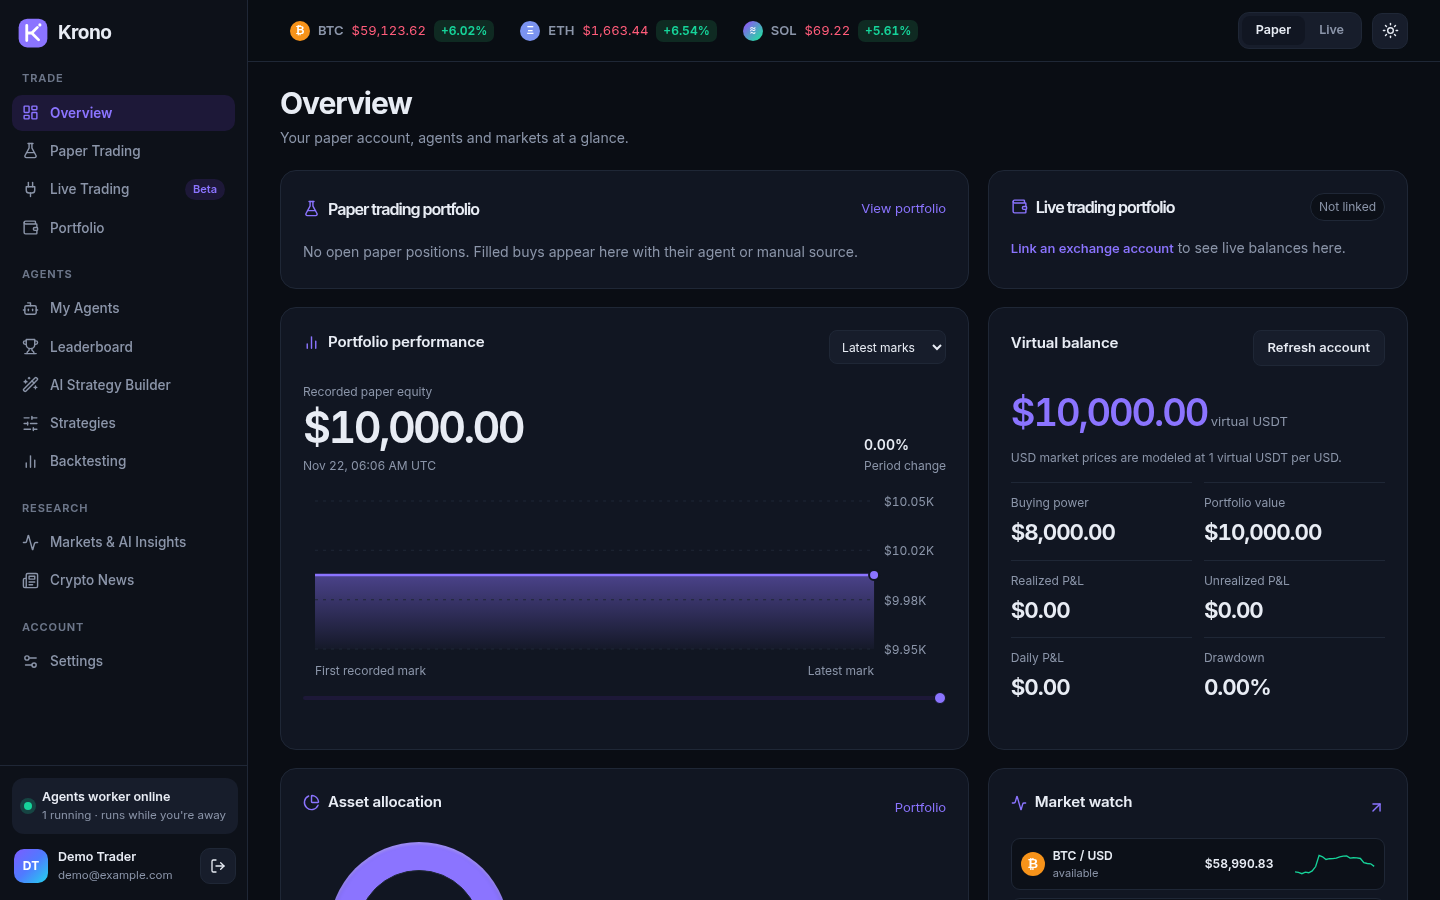 Krono
BTC $59,123.62 +6.02% ETH $1,663.44 +6.54% SOL $69.22 +5.61%
Paper Live
TRADE
Overview
Paper Trading
Live Trading Beta
Portfolio
AGENTS
My Agents
Leaderboard
AI Strategy Builder
Strategies
Backtesting
RESEARCH
Markets & AI Insights
Crypto News
ACCOUNT
Settings
Agents worker online
1 running · runs while you're away
DT
Demo Trader
demo@example.com
Overview
Your paper account, agents and markets at a glance.
Paper trading portfolio
View portfolio
No open paper positions. Filled buys appear here with their agent or manual source.
Live trading portfolio
Not linked
Link an exchange account to see live balances here.
Portfolio performance
Latest marks
Recorded paper equity
$10,000.00
Nov 22, 06:06 AM UTC
0.00%
Period change
$10.05K
$10.02K
$9.98K
$9.95K
First recorded mark
Latest mark
Virtual balance
Refresh account
$10,000.00 virtual USDT
USD market prices are modeled at 1 virtual USDT per USD.
Buying power
$8,000.00
Portfolio value
$10,000.00
Realized P&L
$0.00
Unrealized P&L
$0.00
Daily P&L
$0.00
Drawdown
0.00%
Asset allocation
Portfolio
Market watch
BTC / USD
available
$58,990.83